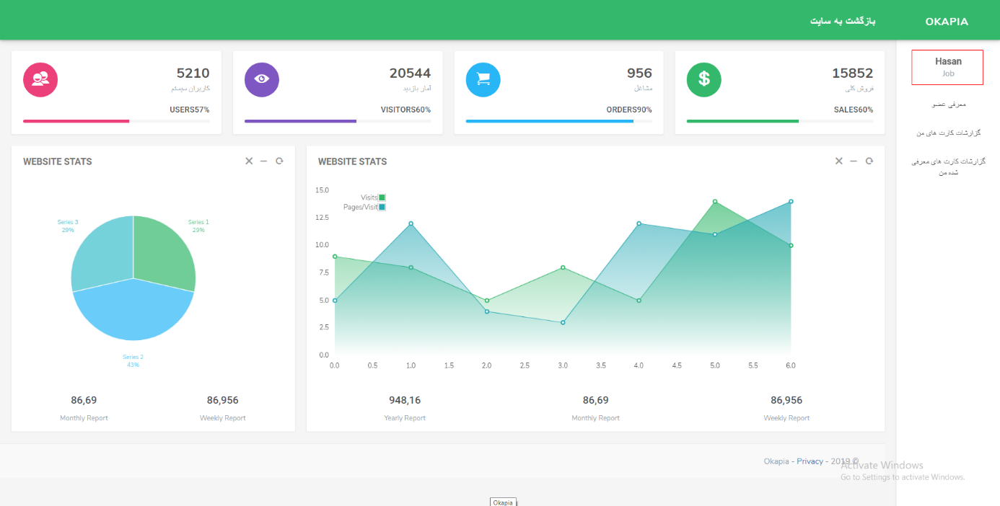 OKAPIA
بازگشت به سایت
Hasan
Job
معرفی عضو
گزارشات کارت های من
گزارشات کارت های معرفی
شده من
15852
فروش کلی
SALES60%
956
مشاغل
ORDERS90%
20544
آمار بازدید
VISITORS60%
5210
کاربران سیستم
USERS57%
WEBSITE STATS
Series 3
29%
Series 1
29%
Series 2
43%
86,69
Monthly Report
86,956
Weekly Report
WEBSITE STATS
Visits
Pages/Visit
15.0
12.5
10.0
7.5
5.0
2.5
0.0
0.0 0.5 1.0 1.5 2.0 2.5 3.0 3.5 4.0 4.5 5.0 5.5 6.0
948,16
Yearly Report
86,69
Monthly Report
86,956
Weekly Report
Okapia - Privacy - 2019 ©
Activate Windows
Go to Settings to activate Windows.
Okapia